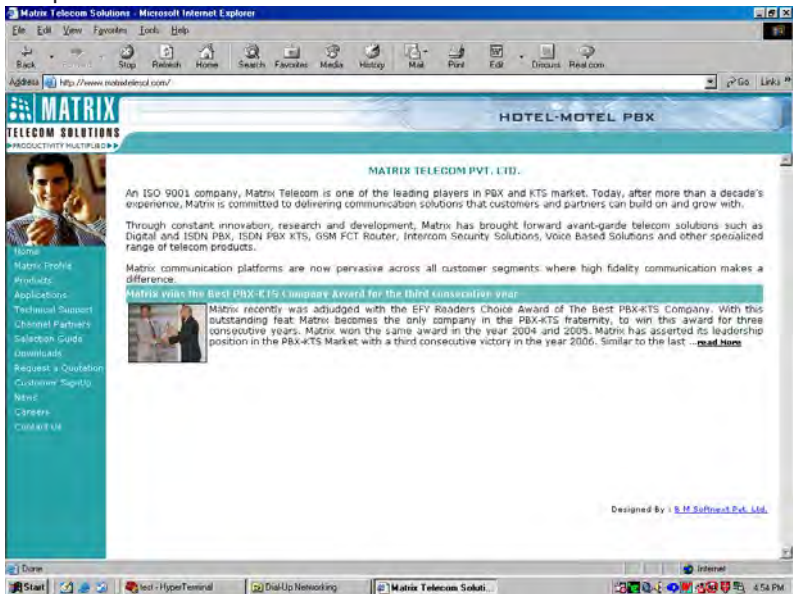 Matrix Telecom Solutions - Microsoft Internet Explorer
File Edit View Favorites Tools Help
Back Stop Refresh Home Search Favorites Media History Mail Print Edit Discuss Real.com
Address http://www.matrixtelesol.com/ Go Links »
MATRIX
TELECOM SOLUTIONS
PRODUCTIVITY MULTIPLIED
HOTEL-MOTEL PBX
MATRIX TELECOM PVT. LTD.
An ISO 9001 company, Matrix Telecom is one of the leading players in PBX and KTS market. Today, after more than a decade's
experience, Matrix is committed to delivering communication solutions that customers and partners can build on and grow with.
Through constant innovation, research and development, Matrix has brought forward avant-garde telecom solutions such as
Digital and ISDN PBX, ISDN PBX KTS, GSM FCT Router, Intercom Security Solutions, Voice Based Solutions and other specialized
range of telecom products.
Matrix communication platforms are now pervasive across all customer segments where high fidelity communication makes a
difference.
Matrix wins the Best PBX-KTS Company Award for the third consecutive year
Matrix recently was adjudged with the EFY Readers Choice Award of The Best PBX-KTS Company. With this
outstanding feat Matrix becomes the only company in the PBX-KTS fraternity, to win this award for three
consecutive years. Matrix won the same award in the year 2004 and 2005. Matrix has asserted its leadership
position in the PBX-KTS Market with a third consecutive victory in the year 2006. Similar to the last ...read More
Home
Matrix Profile
Products
Applications
Technical Support
Channel Partners
Selection Guide
Downloads
Request a Quotation
Customer SignUp
News
Careers
Contact Us
Designed By : B M Softnext Pvt. Ltd.
Done Internet
Start test - HyperTerminal Dial-Up Networking Matrix Telecom Soluti... 4:54 PM